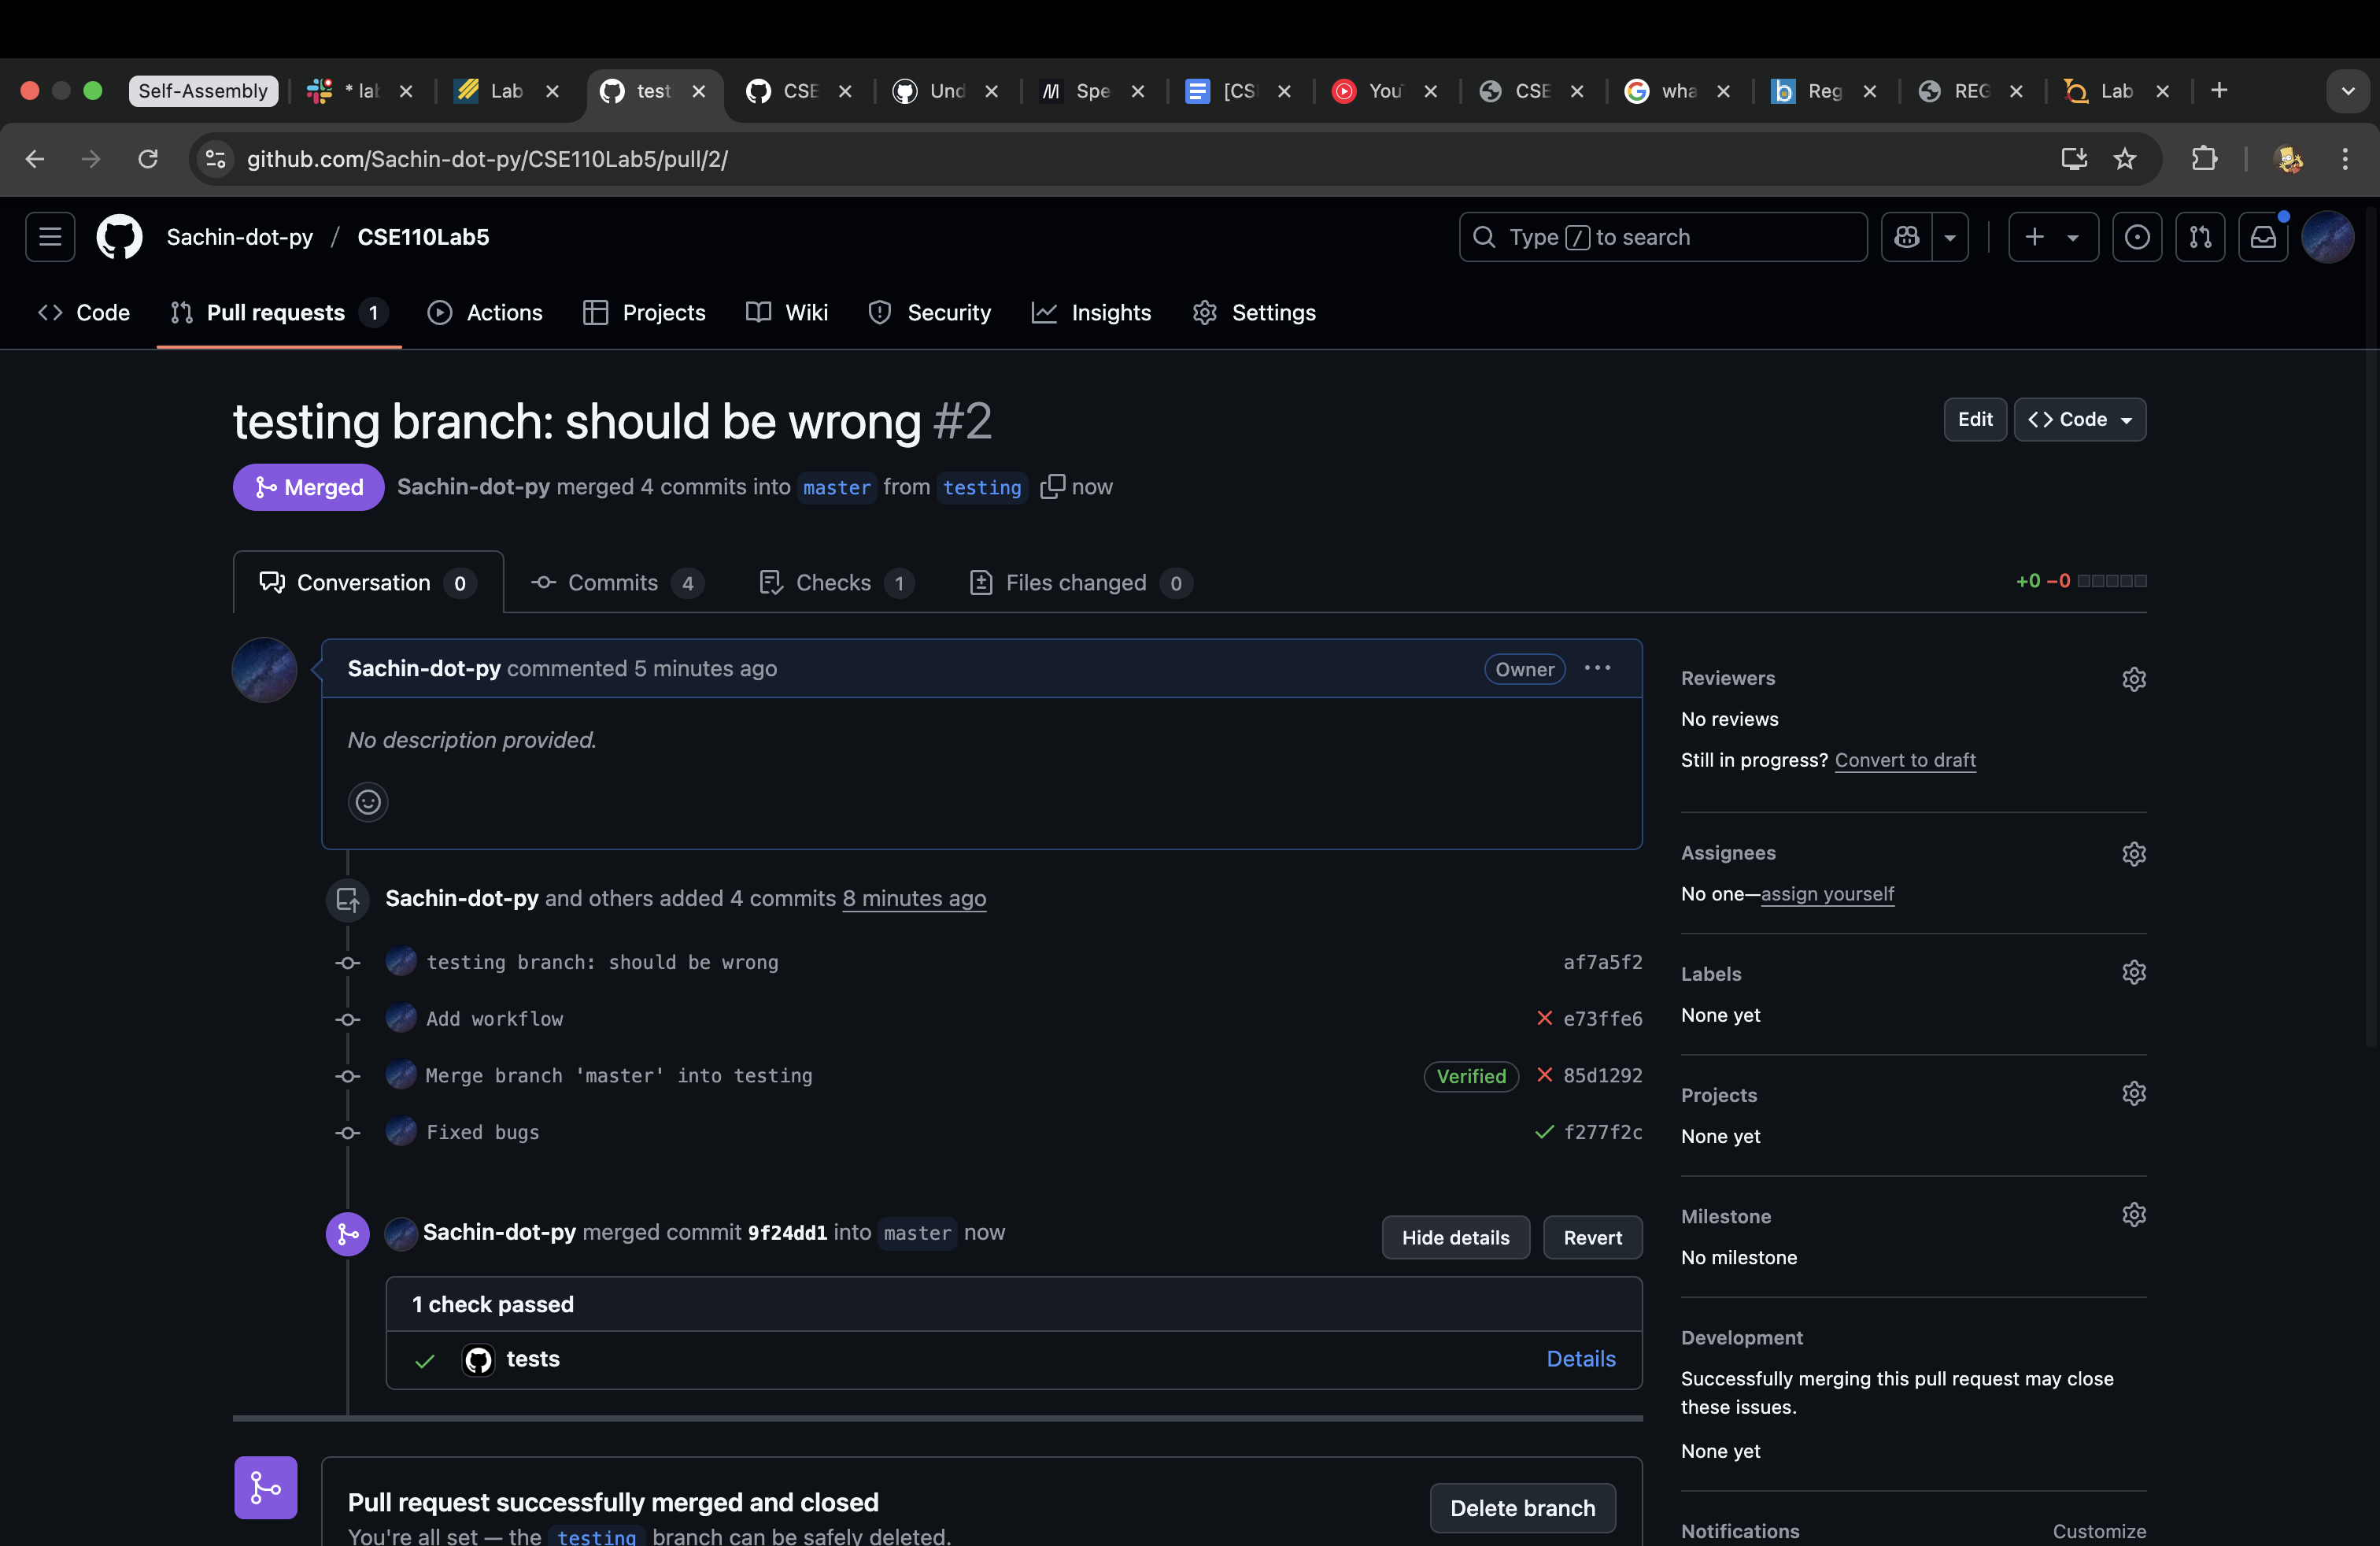 Self-Assembly * lab Lab test CSE Und Spe [CS YouT CSE wha Reg REG Lab
github.com/Sachin-dot-py/CSE110Lab5/pull/2/
Sachin-dot-py / CSE110Lab5 Type / to search
Code Pull requests 1 Actions Projects Wiki Security Insights Settings
testing branch: should be wrong #2 Edit <> Code
Merged Sachin-dot-py merged 4 commits into master from testing now
Conversation 0 Commits 4 Checks 1 Files changed 0 +0 −0
Sachin-dot-py commented 5 minutes ago Owner ...
No description provided.
Sachin-dot-py and others added 4 commits 8 minutes ago
testing branch: should be wrong af7a5f2
Add workflow e73ffe6
Merge branch 'master' into testing Verified 85d1292
Fixed bugs f277f2c
Sachin-dot-py merged commit 9f24dd1 into master now Hide details Revert
1 check passed
tests Details
Pull request successfully merged and closed Delete branch
You're all set — the testing branch can be safely deleted.
Reviewers
No reviews
Still in progress? Convert to draft
Assignees
No one—assign yourself
Labels
None yet
Projects
None yet
Milestone
No milestone
Development
Successfully merging this pull request may close
these issues.
None yet
Notifications Customize